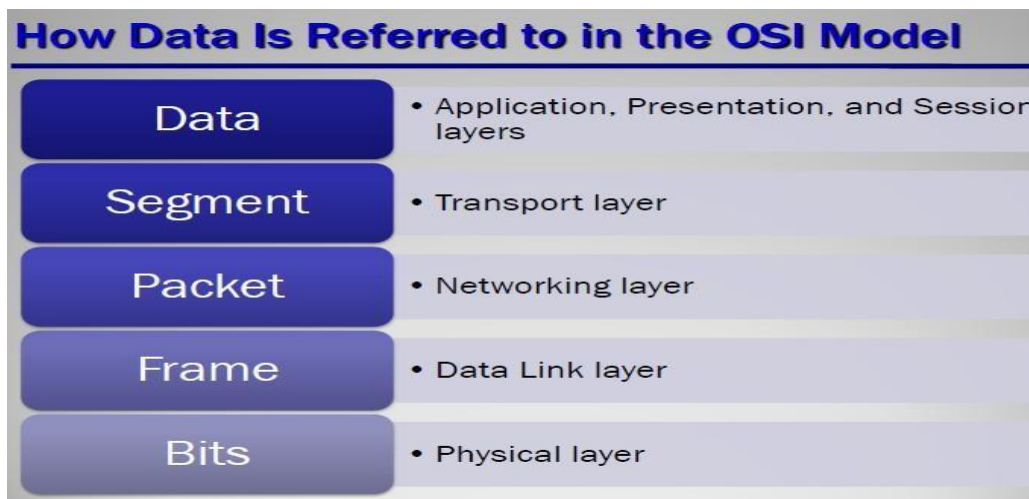 How Data Is Referred to in the OSI Model
Data
• Application, Presentation, and Session
layers
Segment
• Transport layer
Packet
• Networking layer
Frame
• Data Link layer
Bits
• Physical layer